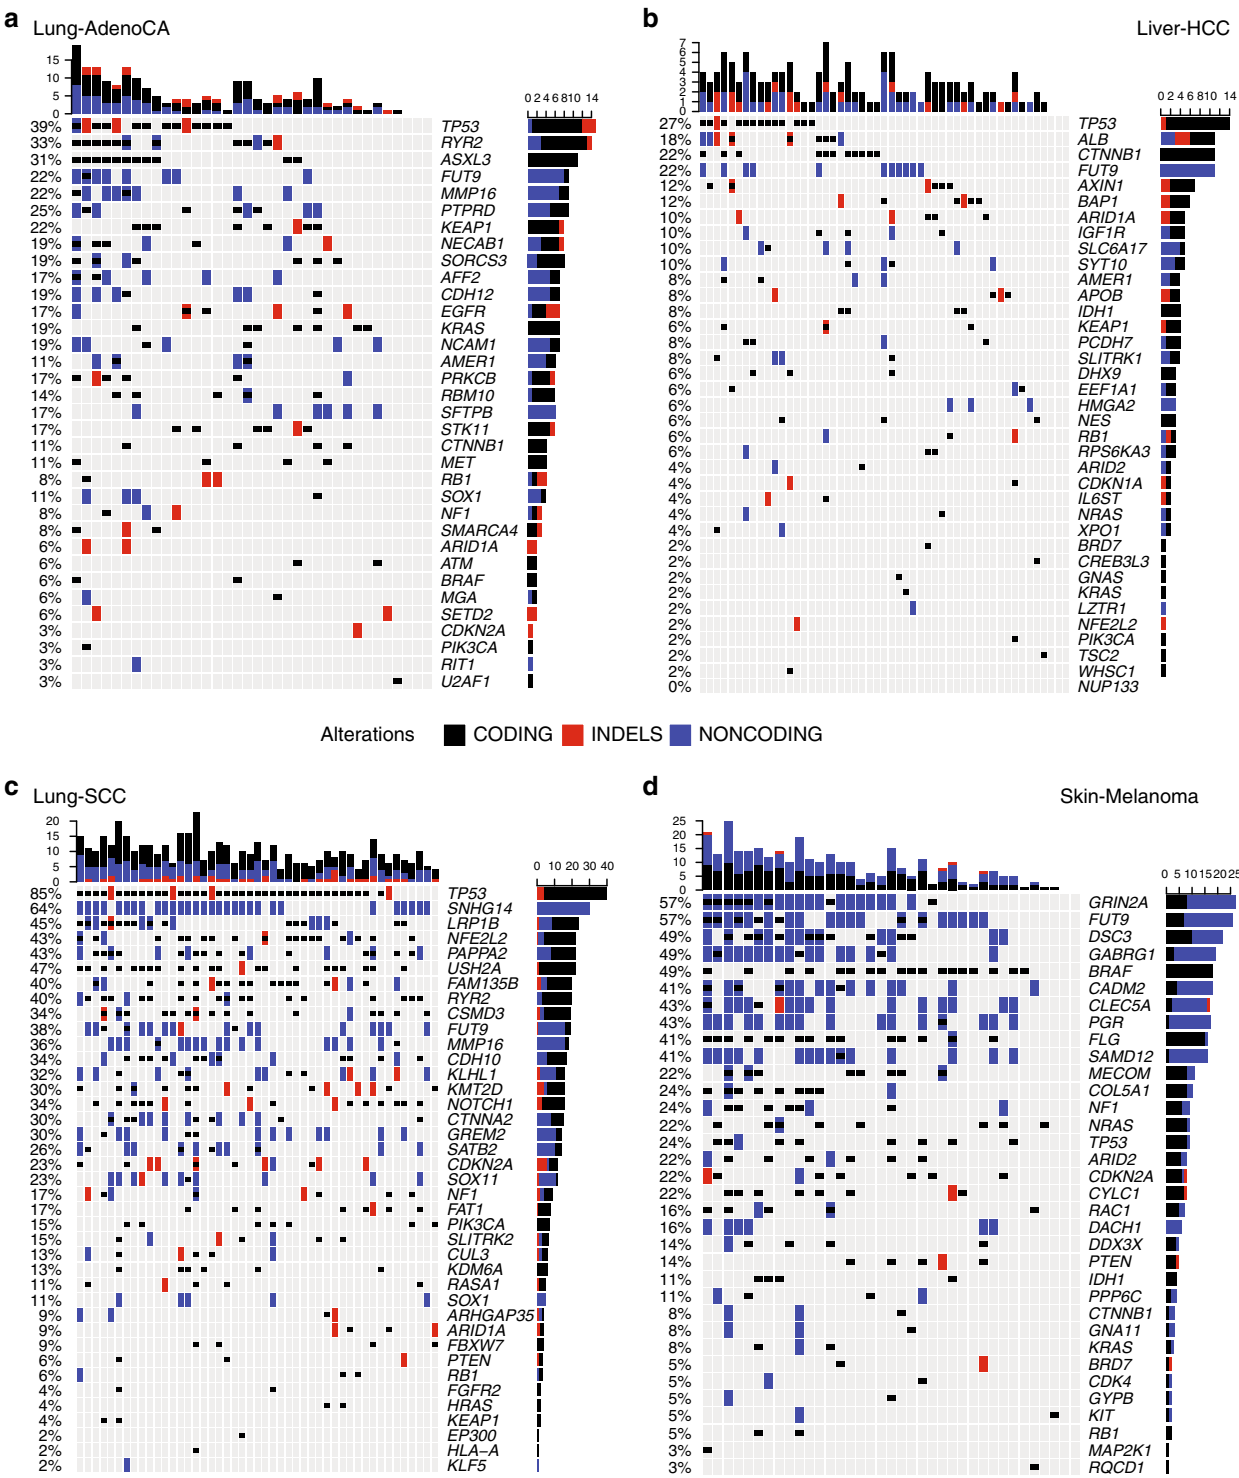 a
Lung-AdenoCA
15
10
5
0
0 2 4 6 8 10 14
39% TP53
33% RYR2
31% ASXL3
22% FUT9
22% MMP16
25% PTPRD
22% KEAP1
19% NECAB1
19% SORCS3
17% AFF2
19% CDH12
17% EGFR
19% KRAS
19% NCAM1
11% AMER1
17% PRKCB
14% RBM10
17% SFTPB
17% STK11
11% CTNNB1
11% MET
8% RB1
11% SOX1
8% NF1
8% SMARCA4
6% ARID1A
6% ATM
6% BRAF
6% MGA
6% SETD2
3% CDKN2A
3% PIK3CA
3% RIT1
3% U2AF1
b
Liver-HCC
7
6
5
4
3
2
1
0
0 2 4 6 8 10 14
27% TP53
18% ALB
22% CTNNB1
22% FUT9
12% AXIN1
12% BAP1
10% ARID1A
10% IGF1R
10% SLC6A17
10% SYT10
8% AMER1
8% APOB
8% IDH1
6% KEAP1
8% PCDH7
8% SLITRK1
6% DHX9
6% EEF1A1
6% HMGA2
6% NES
6% RB1
6% RPS6KA3
4% ARID2
4% CDKN1A
4% IL6ST
4% NRAS
4% XPO1
2% BRD7
2% CREB3L3
2% GNAS
2% KRAS
2% LZTR1
2% NFE2L2
2% PIK3CA
2% TSC2
2% WHSC1
0% NUP133
Alterations CODING INDELS NONCODING
c
Lung-SCC
20
15
10
5
0
0 10 20 30 40
85% TP53
64% SNHG14
45% LRP1B
43% NFE2L2
43% PAPPA2
47% USH2A
40% FAM135B
40% RYR2
34% CSMD3
38% FUT9
36% MMP16
34% CDH10
32% KLHL1
30% KMT2D
34% NOTCH1
30% CTNNA2
30% GREM2
26% SATB2
23% CDKN2A
23% SOX11
17% NF1
17% FAT1
15% PIK3CA
15% SLITRK2
13% CUL3
13% KDM6A
11% RASA1
11% SOX1
9% ARHGAP35
9% ARID1A
9% FBXW7
6% PTEN
6% RB1
4% FGFR2
4% HRAS
4% KEAP1
2% EP300
2% HLA−A
2% KLF5
d
Skin-Melanoma
25
20
15
10
5
0
0 5 10 15 20 25
57% GRIN2A
57% FUT9
49% DSC3
49% GABRG1
49% BRAF
41% CADM2
43% CLEC5A
43% PGR
41% FLG
41% SAMD12
22% MECOM
24% COL5A1
24% NF1
22% NRAS
24% TP53
22% ARID2
22% CDKN2A
22% CYLC1
16% RAC1
16% DACH1
14% DDX3X
14% PTEN
11% IDH1
11% PPP6C
8% CTNNB1
8% GNA11
8% KRAS
5% BRD7
5% CDK4
5% GYPB
5% KIT
5% RB1
3% MAP2K1
3% RQCD1